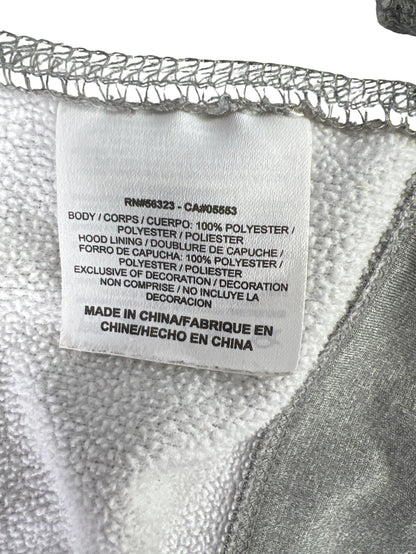 RN#56323 - CA#05553
BODY / CORPS / CUERPO: 100% POLYESTER /
POLYESTER / POLIESTER
HOOD LINING / DOUBLURE DE CAPUCHE /
FORRO DE CAPUCHA: 100% POLYESTER /
POLYESTER / POLIESTER
EXCLUSIVE OF DECORATION / DECORATION
NON COMPRISE / NO INCLUYE LA
DECORACION
MADE IN CHINA/FABRIQUE EN
CHINE/HECHO EN CHINA